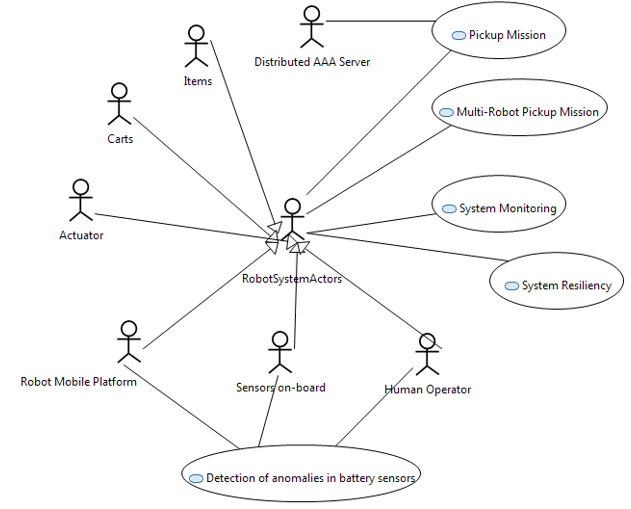 Pickup Mission
Distributed AAA Server
Items
Multi-Robot Pickup Mission
Carts
System Monitoring
Actuator
RobotSystemActors
System Resiliency
Robot Mobile Platform
Sensors on-board
Human Operator
Detection of anomalies in battery sensors